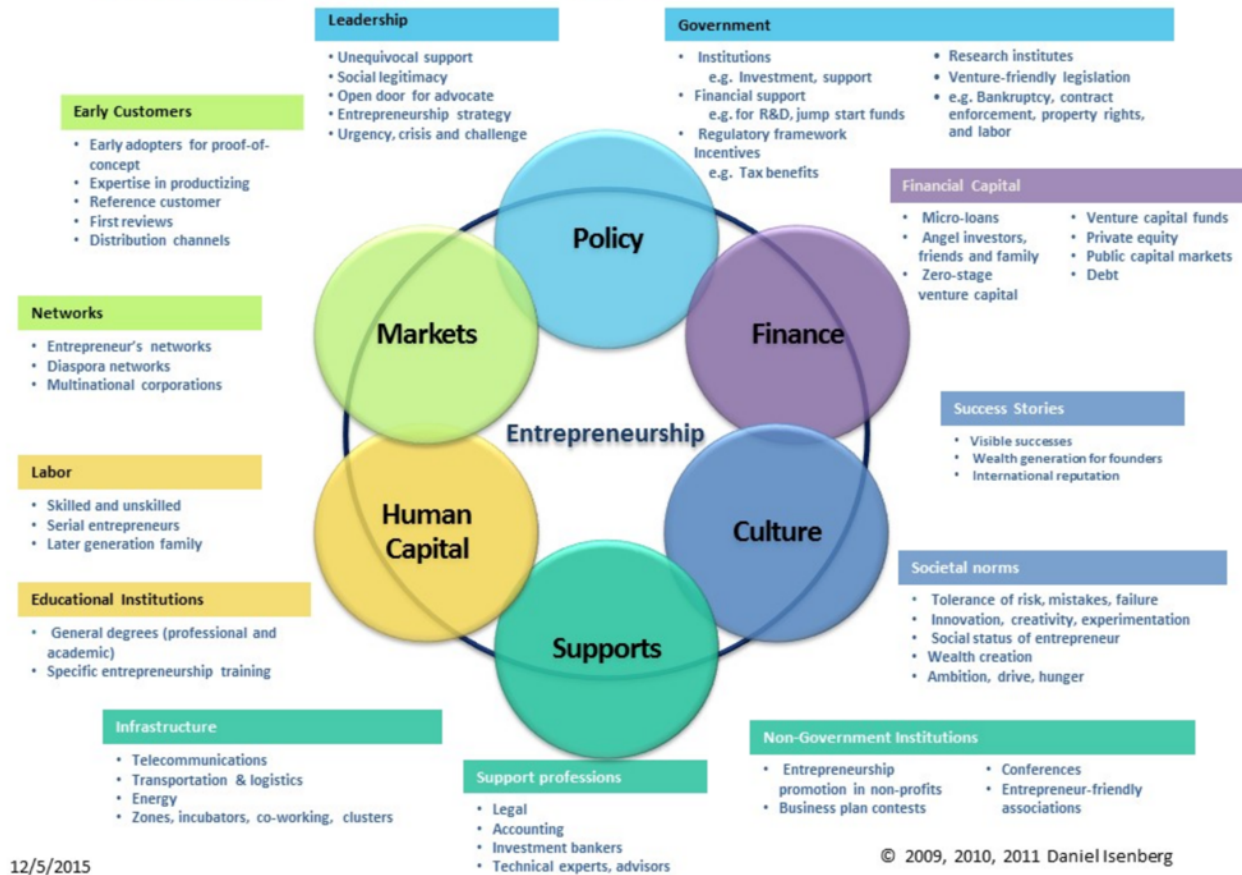 Leadership
• Unequivocal support
• Social legitimacy
• Open door for advocate
• Entrepreneurship strategy
• Urgency, crisis and challenge
Government
• Institutions
e.g. Investment, support
• Financial support
e.g. for R&D, jump start funds
• Regulatory framework
Incentives
e.g. Tax benefits
• Research institutes
• Venture-friendly legislation
• e.g. Bankruptcy, contract
enforcement, property rights,
and labor
Early Customers
• Early adopters for proof-of-
concept
• Expertise in productizing
• Reference customer
• First reviews
• Distribution channels
Financial Capital
• Micro-loans
• Angel investors,
friends and family
• Zero-stage
venture capital
• Venture capital funds
• Private equity
• Public capital markets
• Debt
Networks
• Entrepreneur's networks
• Diaspora networks
• Multinational corporations
Policy
Markets
Finance
Entrepreneurship
Human
Capital
Culture
Supports
Success Stories
• Visible successes
• Wealth generation for founders
• International reputation
Labor
• Skilled and unskilled
• Serial entrepreneurs
• Later generation family
Societal norms
• Tolerance of risk, mistakes, failure
• Innovation, creativity, experimentation
• Social status of entrepreneur
• Wealth creation
• Ambition, drive, hunger
Educational Institutions
• General degrees (professional and
academic)
• Specific entrepreneurship training
Infrastructure
• Telecommunications
• Transportation & logistics
• Energy
• Zones, incubators, co-working, clusters
Support professions
• Legal
• Accounting
• Investment bankers
• Technical experts, advisors
Non-Government Institutions
• Entrepreneurship
promotion in non-profits
• Business plan contests
• Conferences
• Entrepreneur-friendly
associations
12/5/2015
© 2009, 2010, 2011 Daniel Isenberg